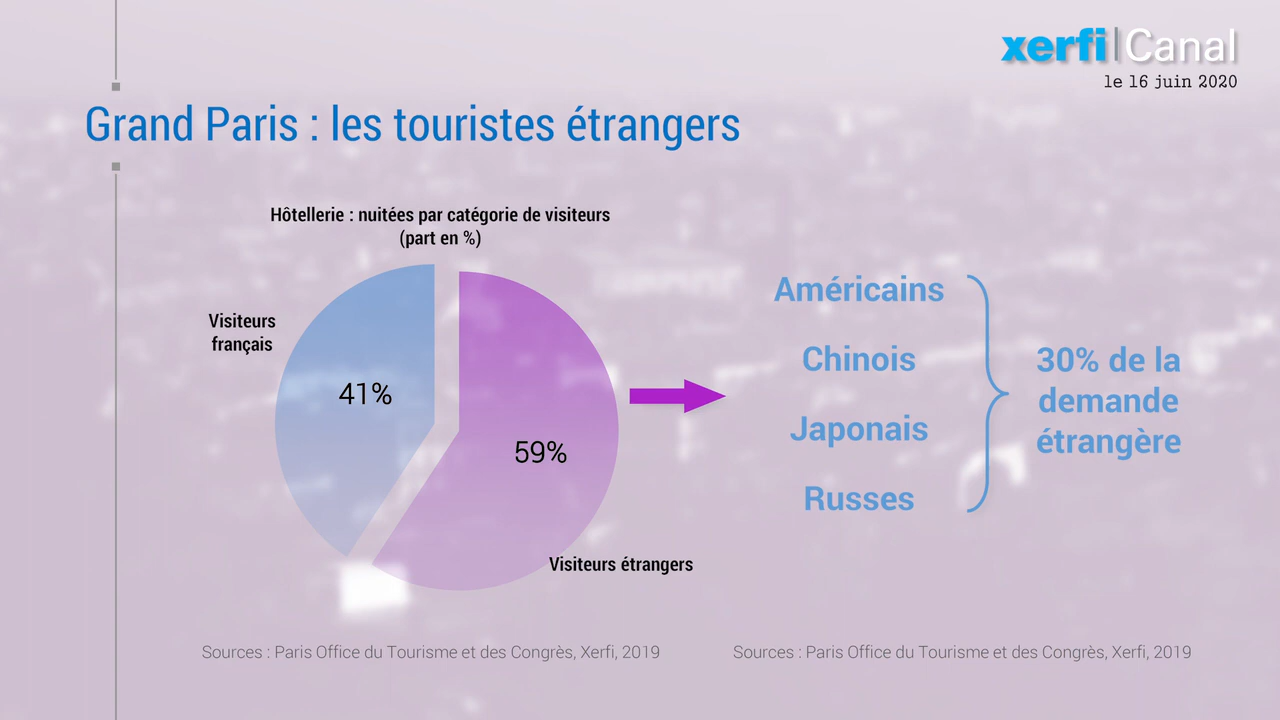 xerfi Canal
le 16 juin 2020
Grand Paris : les touristes étrangers
Hôtellerie : nuitées par catégorie de visiteurs
(part en %)
Visiteurs
français
41%
59%
Visiteurs étrangers
Américains
Chinois
Japonais
Russes
30% de la
demande
étrangère
Sources : Paris Office du Tourisme et des Congrès, Xerfi, 2019
Sources : Paris Office du Tourisme et des Congrès, Xerfi, 2019